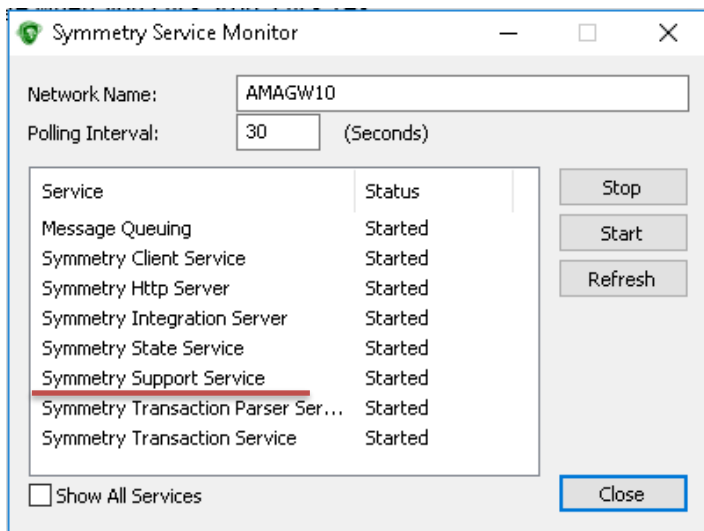 Symmetry Service Monitor
Network Name: AMAGW10
Polling Interval: 30 (Seconds)
Service Status
Stop
Message Queuing Started
Start
Symmetry Client Service Started
Refresh
Symmetry Http Server Started
Symmetry Integration Server Started
Symmetry State Service Started
Symmetry Support Service Started
Symmetry Transaction Parser Ser... Started
Symmetry Transaction Service Started
Show All Services
Close